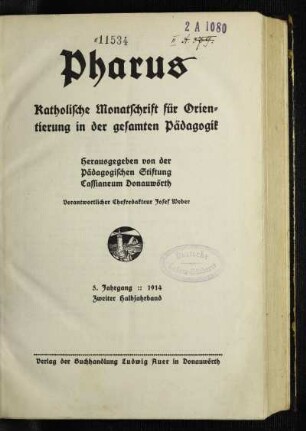 11534
2 A 1080
Pharus
Katholische Monatschrift für Orien-
tierung in der gesamten Pädagogik
Herausgegeben von der
Pädagogischen Stiftung
Cassianeum Donauwörth
Verantwortlicher Chefredakteur Josef Weber
5. Jahrgang :: 1914
Zweiter Halbjahrband
Verlag der Buchhandlung Ludwig Auer in Donauwörth